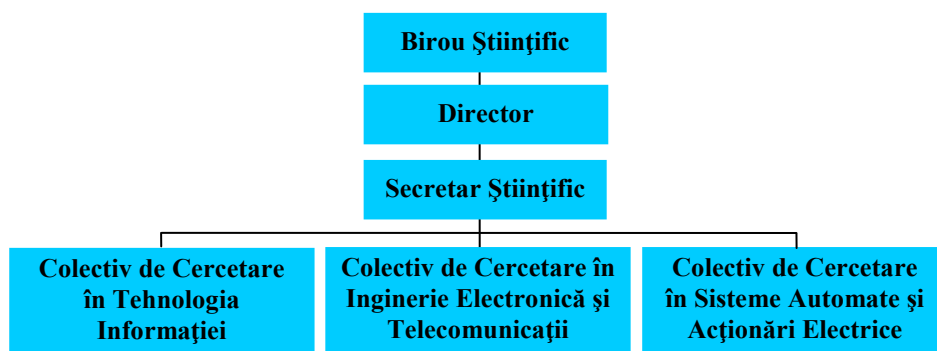 Birou Ştiinţific
Director
Secretar Ştiinţific
Colectiv de Cercetare
în Tehnologia
Informaţiei
Colectiv de Cercetare în
Inginerie Electronică şi
Telecomunicaţii
Colectiv de Cercetare
în Sisteme Automate şi
Acţionări Electrice